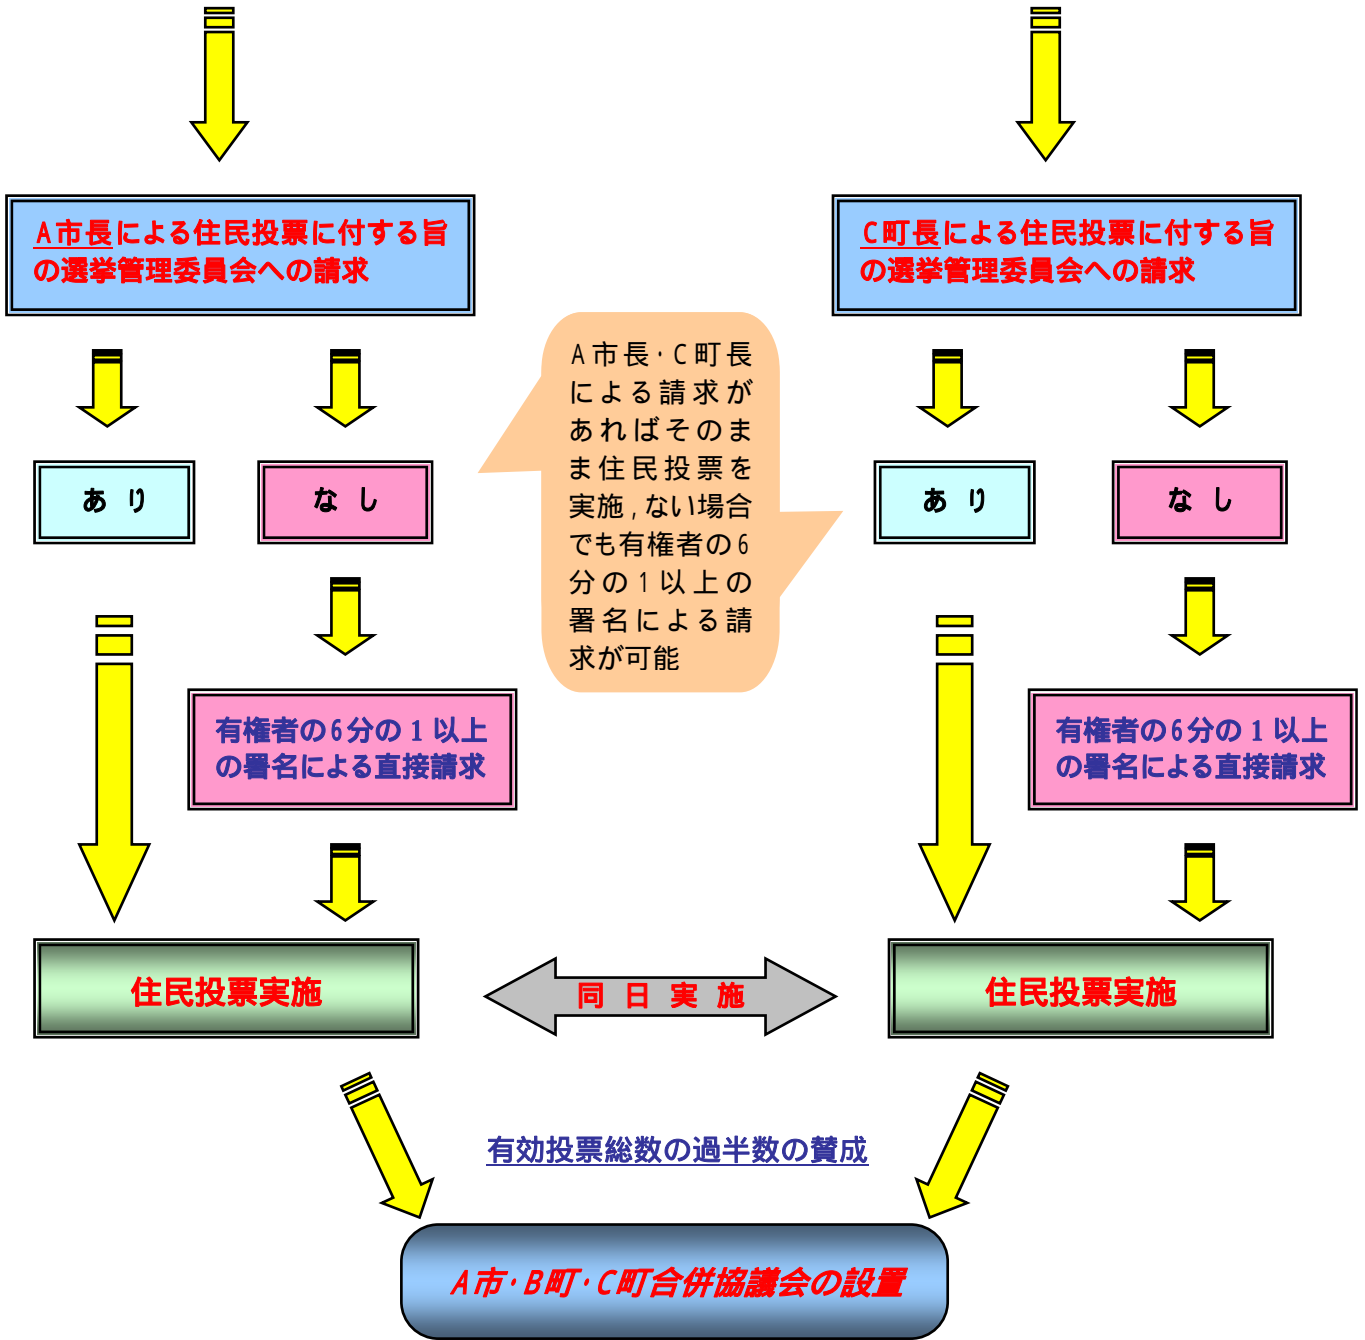 A市長による住民投票に付する旨
の選挙管理委員会への請求
C町長による住民投票に付する旨
の選挙管理委員会への請求
A市長・C町長
による請求が
あればそのま
ま住民投票を
実施,ない場合
でも有権者の6
分の1以上の
署名による請
求が可能
あり
なし
あり
なし
有権者の6分の1以上
の署名による直接請求
有権者の6分の1以上
の署名による直接請求
住民投票実施
同日実施
住民投票実施
有効投票総数の過半数の賛成
A市・B町・C町合併協議会の設置